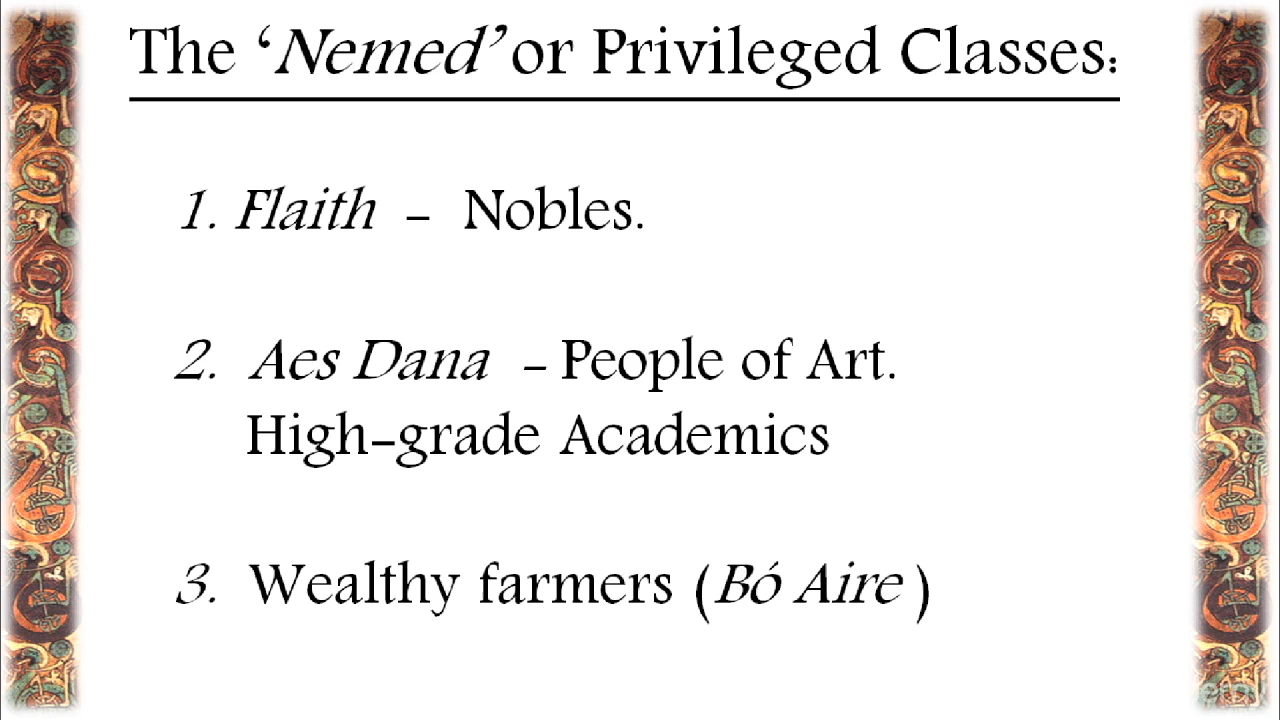 The ‘Nemed’ or Privileged Classes:
1. Flaith - Nobles.
2. Aes Dana - People of Art.
High-grade Academics
3. Wealthy farmers (Bó Aire )